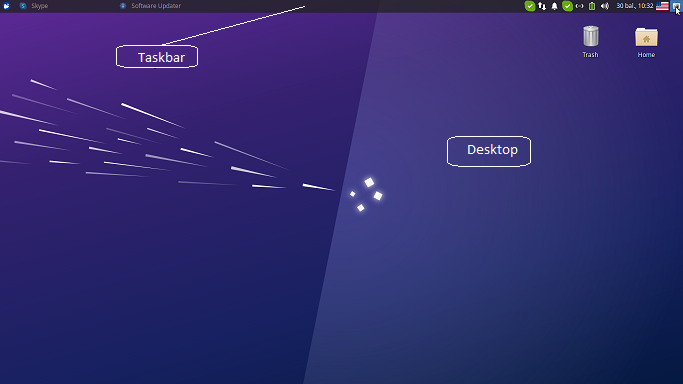 Skype
Software Updater
30 bal., 10:32
Taskbar
Trash
Home
Desktop